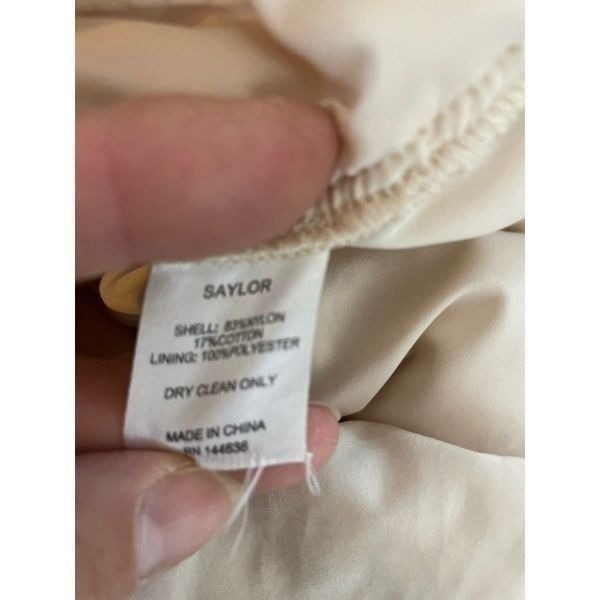 SAYLOR
SHELL: 83%NYLON
17%COTTON
LINING: 100%POLYESTER
DRY CLEAN ONLY
MADE IN CHINA
RN 144636